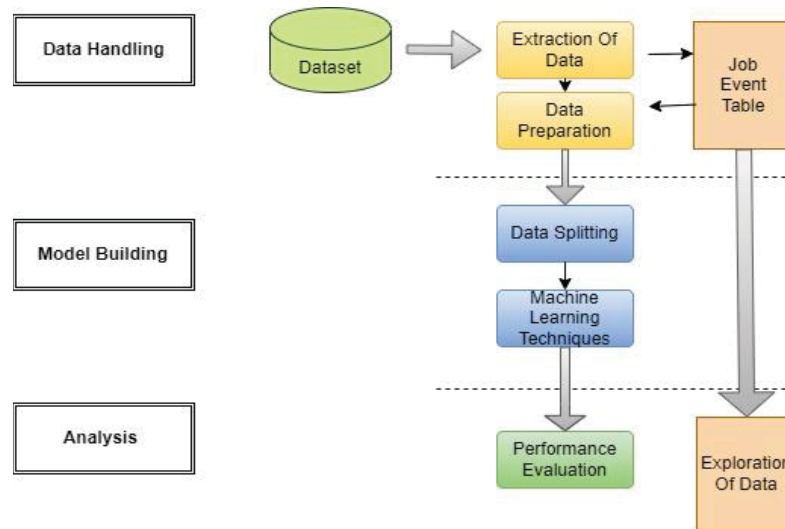 Data Handling
Dataset
Extraction Of
Data
Job
Event
Table
Data
Preparation
Model Building
Data Splitting
Machine
Learning
Techniques
Analysis
Performance
Evaluation
Exploration
Of Data